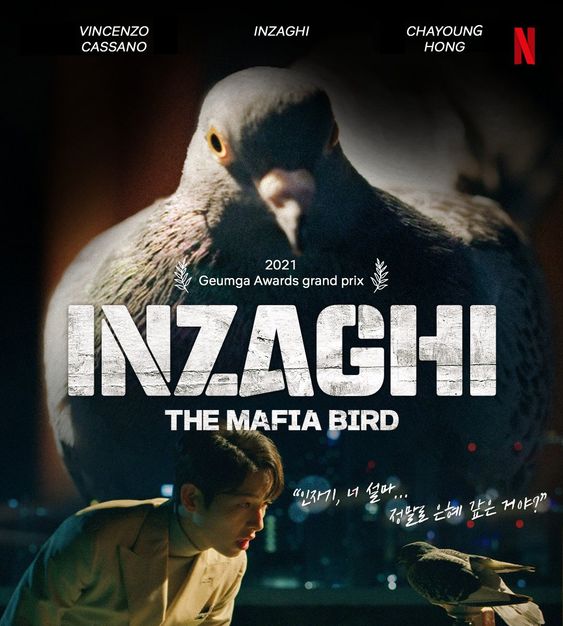 VINCENZO
CASSANO
INZAGHI
CHAYOUNG
HONG
N
2021
Geumga Awards grand prix
INZAGHI
THE MAFIA BIRD
"인자기, 너 설마...
정말로 은혜 갚은 거야?"